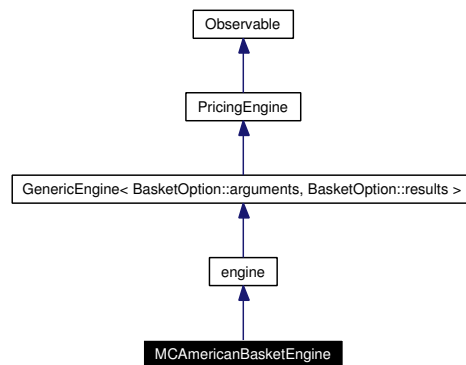 Observable
PricingEngine
GenericEngine< BasketOption::arguments, BasketOption::results >
engine
MCAmericanBasketEngine